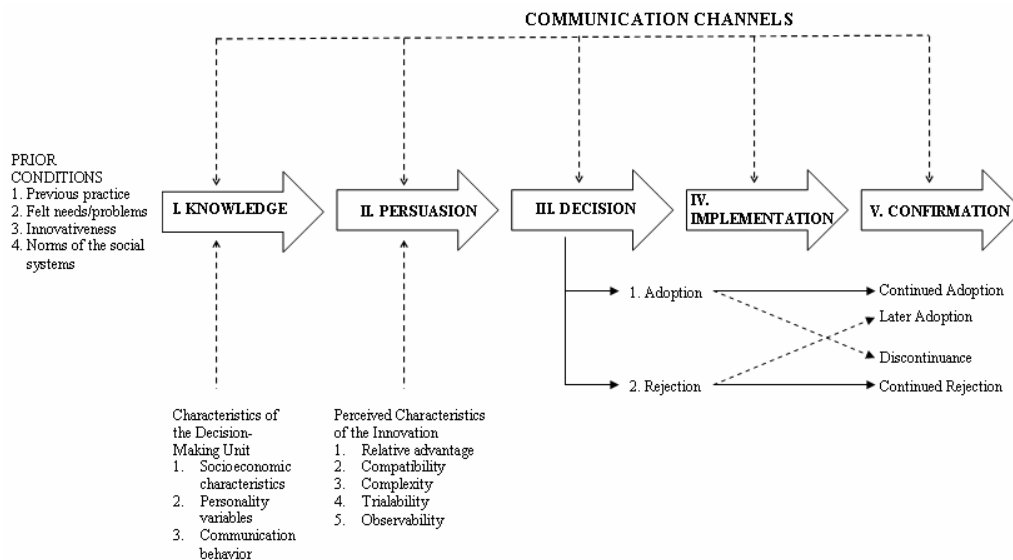 COMMUNICATION CHANNELS
PRIOR
CONDITIONS
1. Previous practice
2. Felt needs/problems
3. Innovativeness
4. Norms of the social
systems
I. KNOWLEDGE
II. PERSUASION
III. DECISION
IV.
IMPLEMENTATION
V. CONFIRMATION
1. Adoption
2. Rejection
Continued Adoption
Later Adoption
Discontinuance
Continued Rejection
Characteristics of
the Decision-
Making Unit
1. Socioeconomic
characteristics
2. Personality
variables
3. Communication
behavior
Perceived Characteristics
of the Innovation
1. Relative advantage
2. Compatibility
3. Complexity
4. Trialability
5. Observability